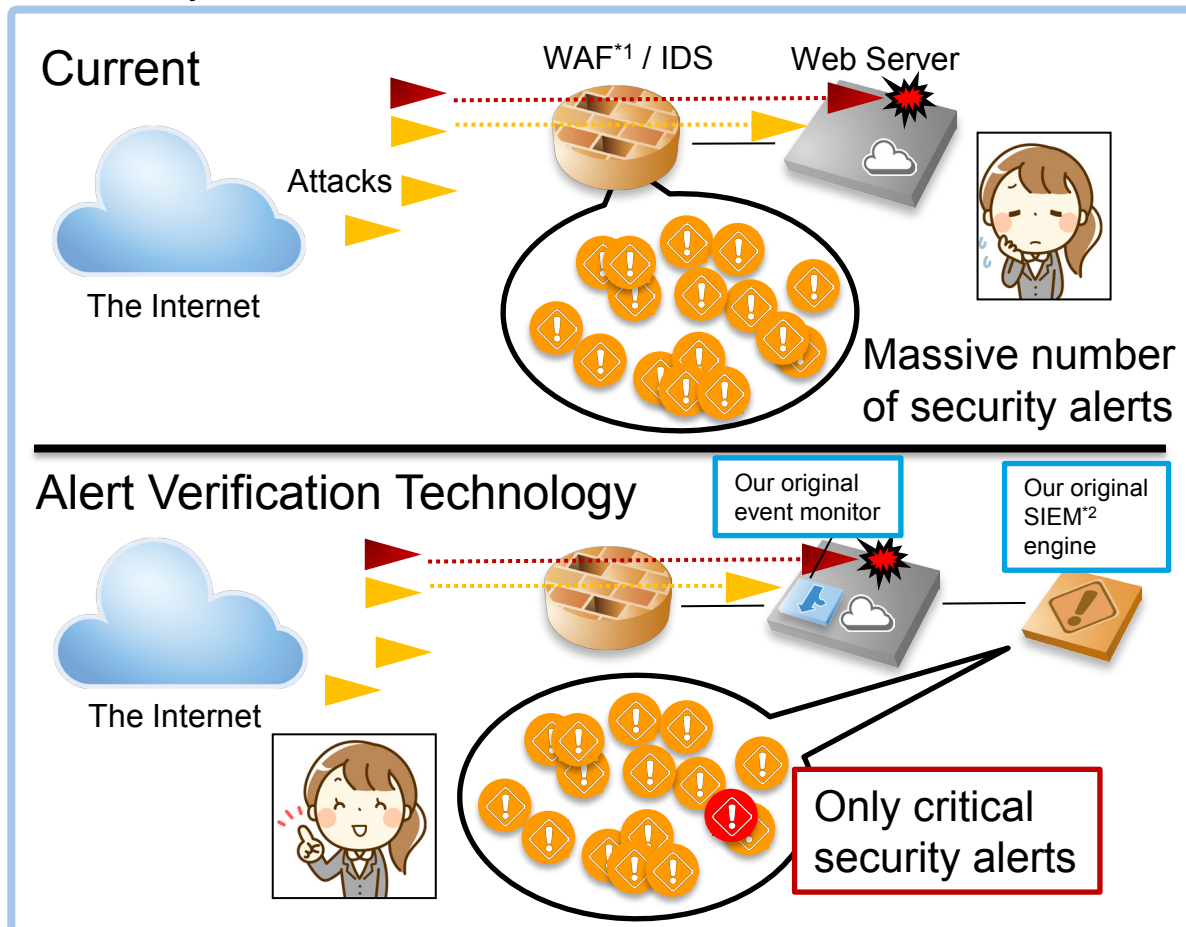 Current
WAF*1 / IDS
Web Server
Attacks
The Internet
Massive number
of security alerts
Alert Verification Technology
Our original
event monitor
Our original
SIEM*2
engine
The Internet
Only critical
security alerts